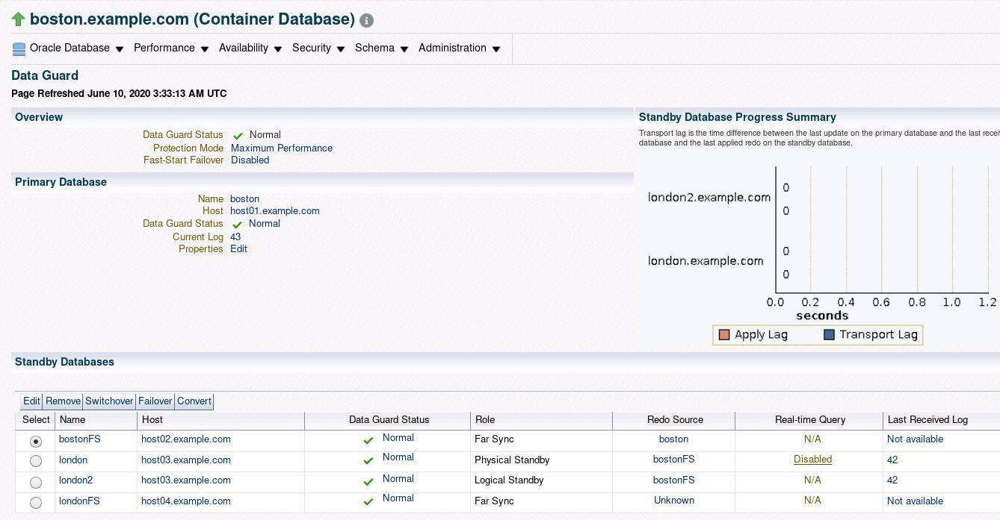 boston.example.com (Container Database) i
Oracle Database Performance Availability Security Schema Administration
Data Guard
Page Refreshed June 10, 2020 3:33:13 AM UTC
Overview
Data Guard Status Normal
Protection Mode Maximum Performance
Fast-Start Failover Disabled
Primary Database
Name boston
Host host01.example.com
Data Guard Status Normal
Current Log 43
Properties Edit
Standby Database Progress Summary
Transport lag is the time difference between the last update on the primary database and the last
database and the last applied redo on the standby database.
london2.example.com
0
0
london.example.com
0
0
0.0 0.2 0.4 0.6 0.8 1.0 1.2
seconds
Apply Lag Transport Lag
Standby Databases
Edit Remove Switchover Failover Convert
Select Name Host Data Guard Status Role Redo Source Real-time Query Last Received Log
bostonFS host02.example.com Normal Far Sync boston N/A Not available
london host03.example.com Normal Physical Standby bostonFS Disabled 42
london2 host03.example.com Normal Logical Standby bostonFS N/A 42
londonFS host04.example.com Normal Far Sync Unknown N/A Not available